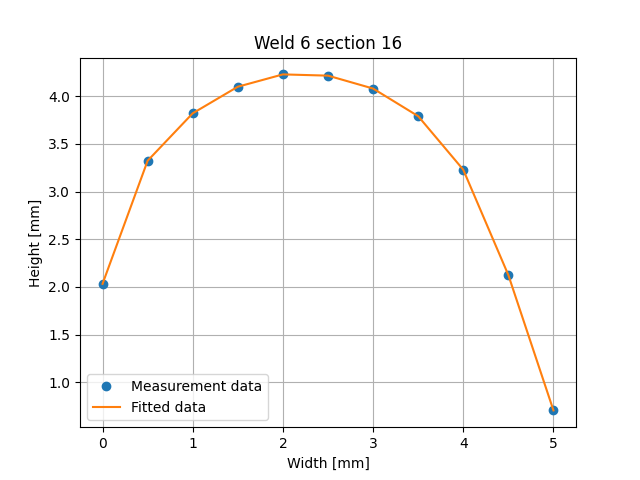 Weld 6 section 16
4.0
3.5
3.0
2.5
2.0
1.5
1.0
Height [mm]
Measurement data
Fitted data
0 1 2 3 4 5
Width [mm]